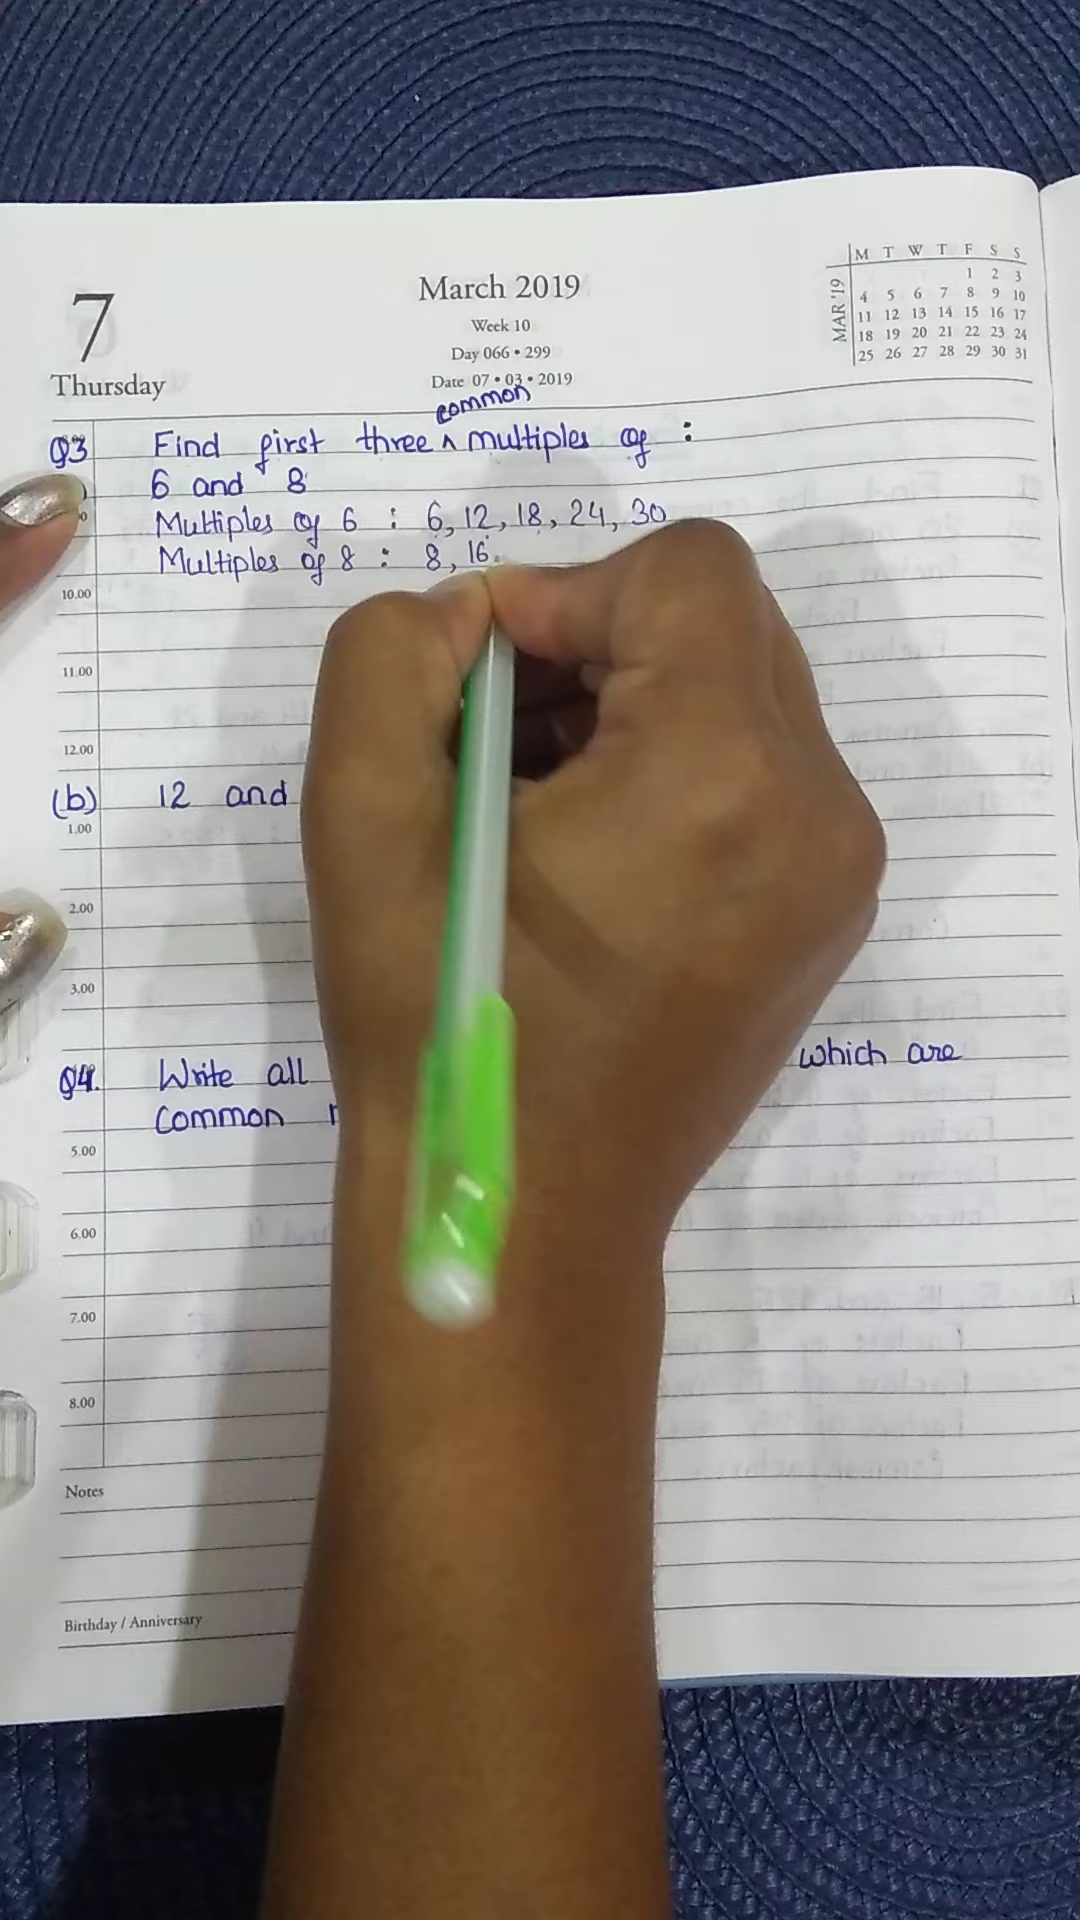 7
Thursday
March 2019
Week 10
Day 066 • 299
Date 07 • 03 • 2019
MAR '19
M T W T F S S
1 2 3
4 5 6 7 8 9 10
11 12 13 14 15 16 17
18 19 20 21 22 23 24
25 26 27 28 29 30 31
common
Q3 Find first three ^ multiples of :
6 and 8
Multiples of 6 : 6, 12, 18, 24, 30
Multiples of 8 : 8, 16
10.00
11.00
12.00
(b) 12 and
1.00
2.00
3.00
Q4. Write all which are
common
5.00
6.00
7.00
8.00
Notes
Birthday / Anniversary